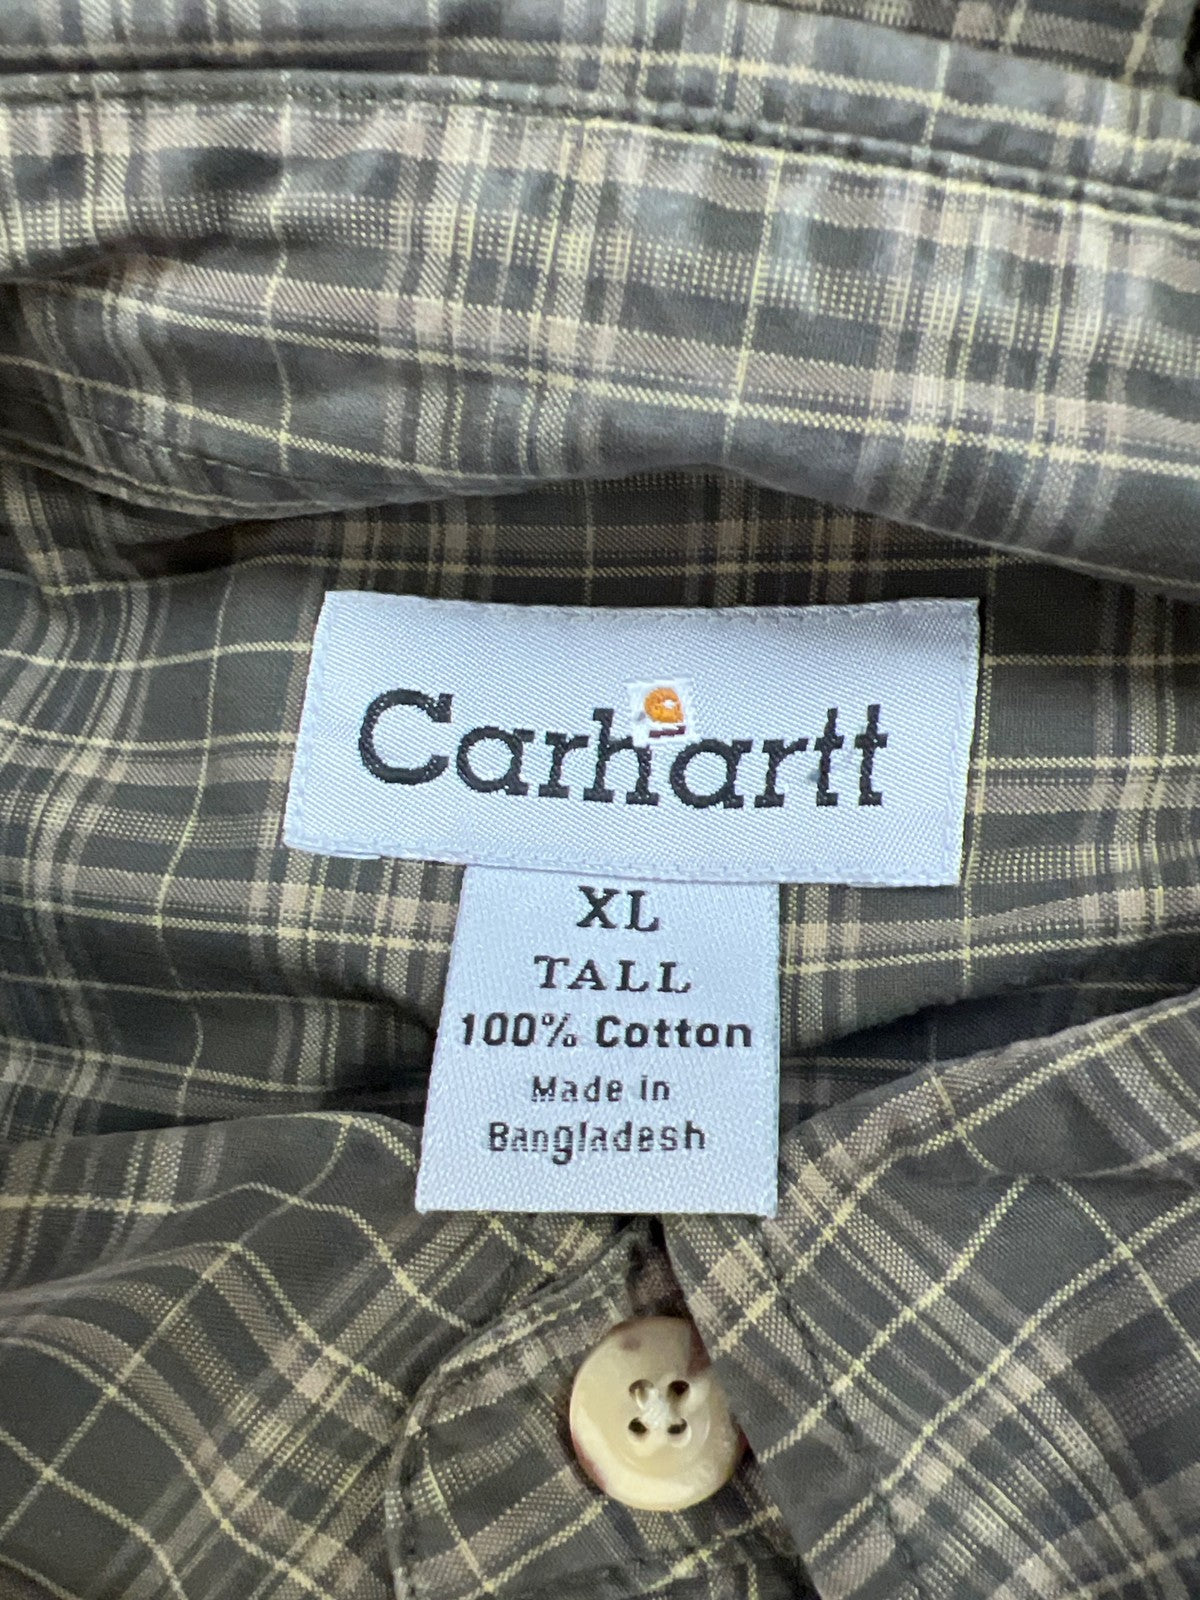 Carhartt
XL
TALL
100% Cotton
Made in
Bangladesh